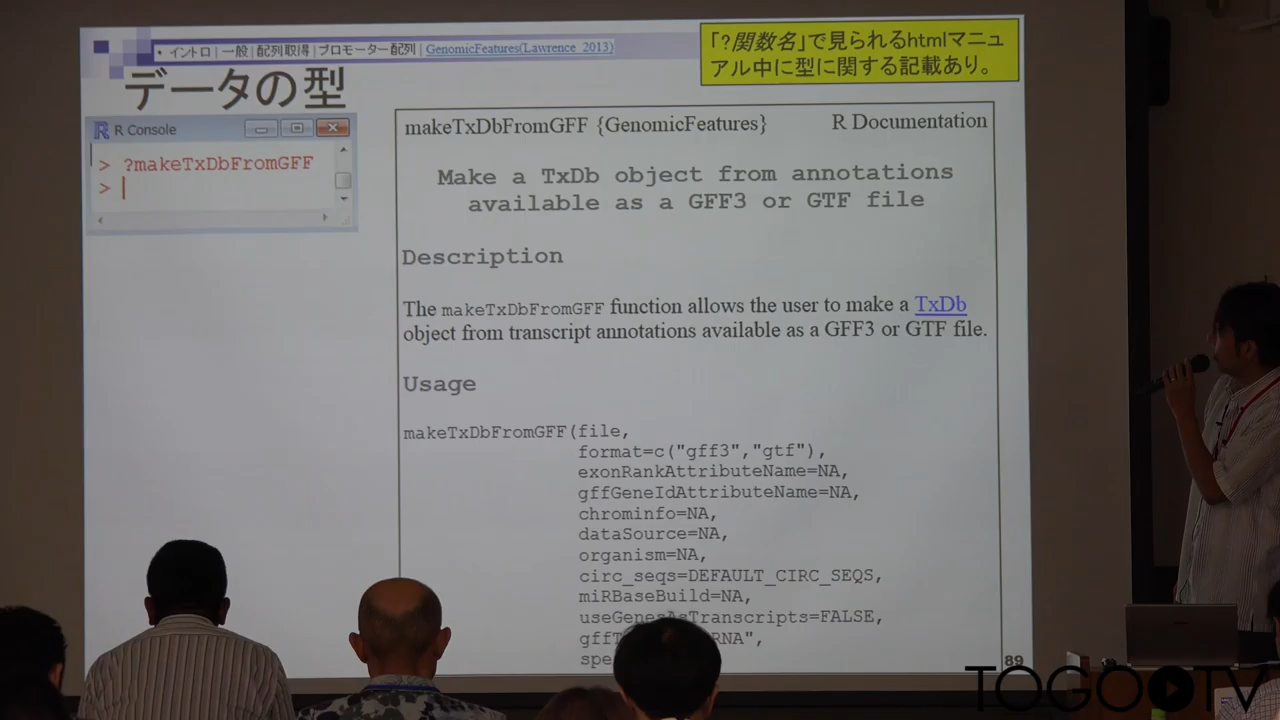 • イントロ | 一般 | 配列取得 | プロモーター配列 | GenomicFeatures(Lawrence_2013)
「?関数名」で見られるhtmlマニュ
アル中に型に関する記載あり。
データの型
R Console
> ?makeTxDbFromGFF
>
makeTxDbFromGFF {GenomicFeatures} R Documentation
Make a TxDb object from annotations
available as a GFF3 or GTF file
Description
The makeTxDbFromGFF function allows the user to make a TxDb
object from transcript annotations available as a GFF3 or GTF file.
Usage
makeTxDbFromGFF(file,
format=c("gff3","gtf"),
exonRankAttributeName=NA,
gffGeneIdAttributeName=NA,
chrominfo=NA,
dataSource=NA,
organism=NA,
circ_seqs=DEFAULT_CIRC_SEQS,
miRBaseBuild=NA,
useGenesAsTranscripts=FALSE,
89
TOGO TV